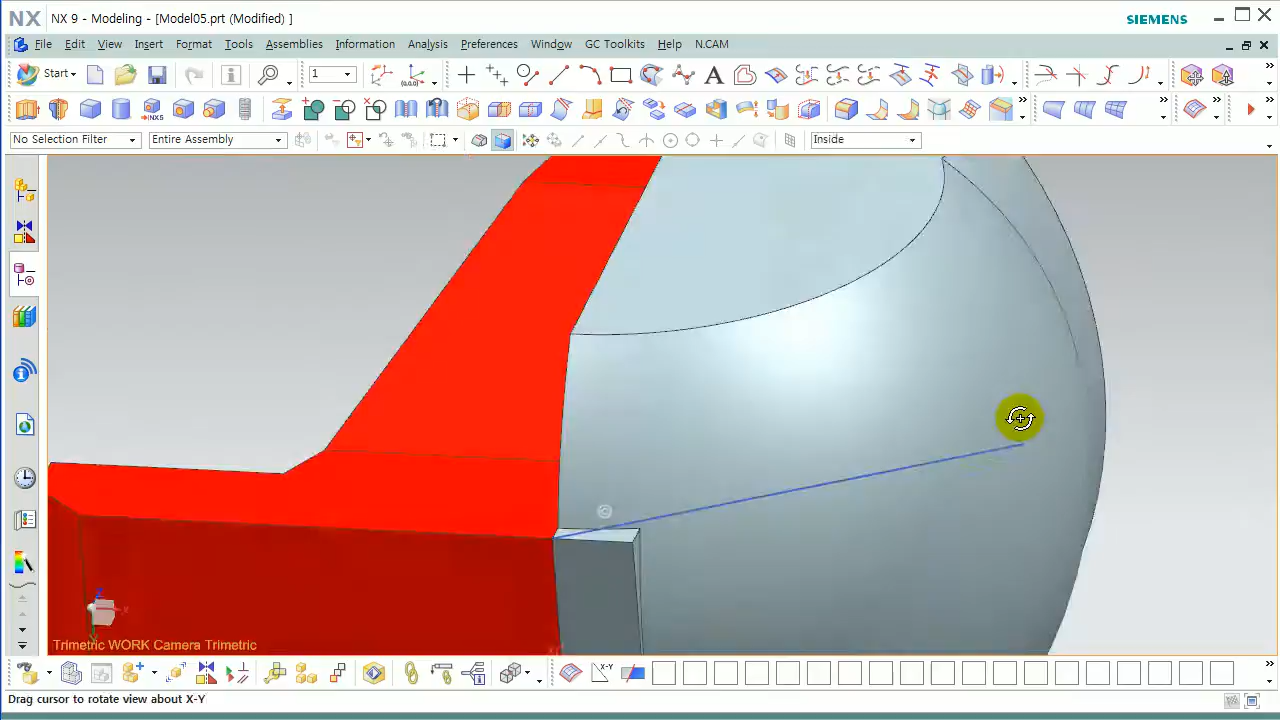 NX NX 9 - Modeling - [Model05.prt (Modified) ] SIEMENS
File Edit View Insert Format Tools Assemblies Information Analysis Preferences Window GC Toolkits Help N.CAM
Start 1
No Selection Filter Entire Assembly Inside
Trimetric WORK Camera Trimetric
Drag cursor to rotate view about X-Y